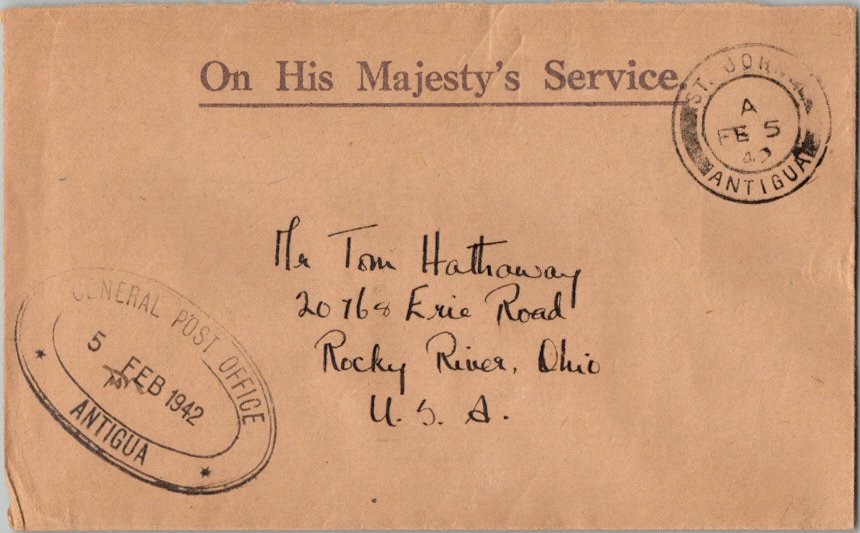 On His Majesty's Service.
ST. JOHN'S
A
FE 5
42
ANTIGUA
Mr Tom Hathaway
20768 Erie Road
Rocky River, Ohio
U. S. A.
GENERAL POST OFFICE
5 FEB 1942
ANTIGUA